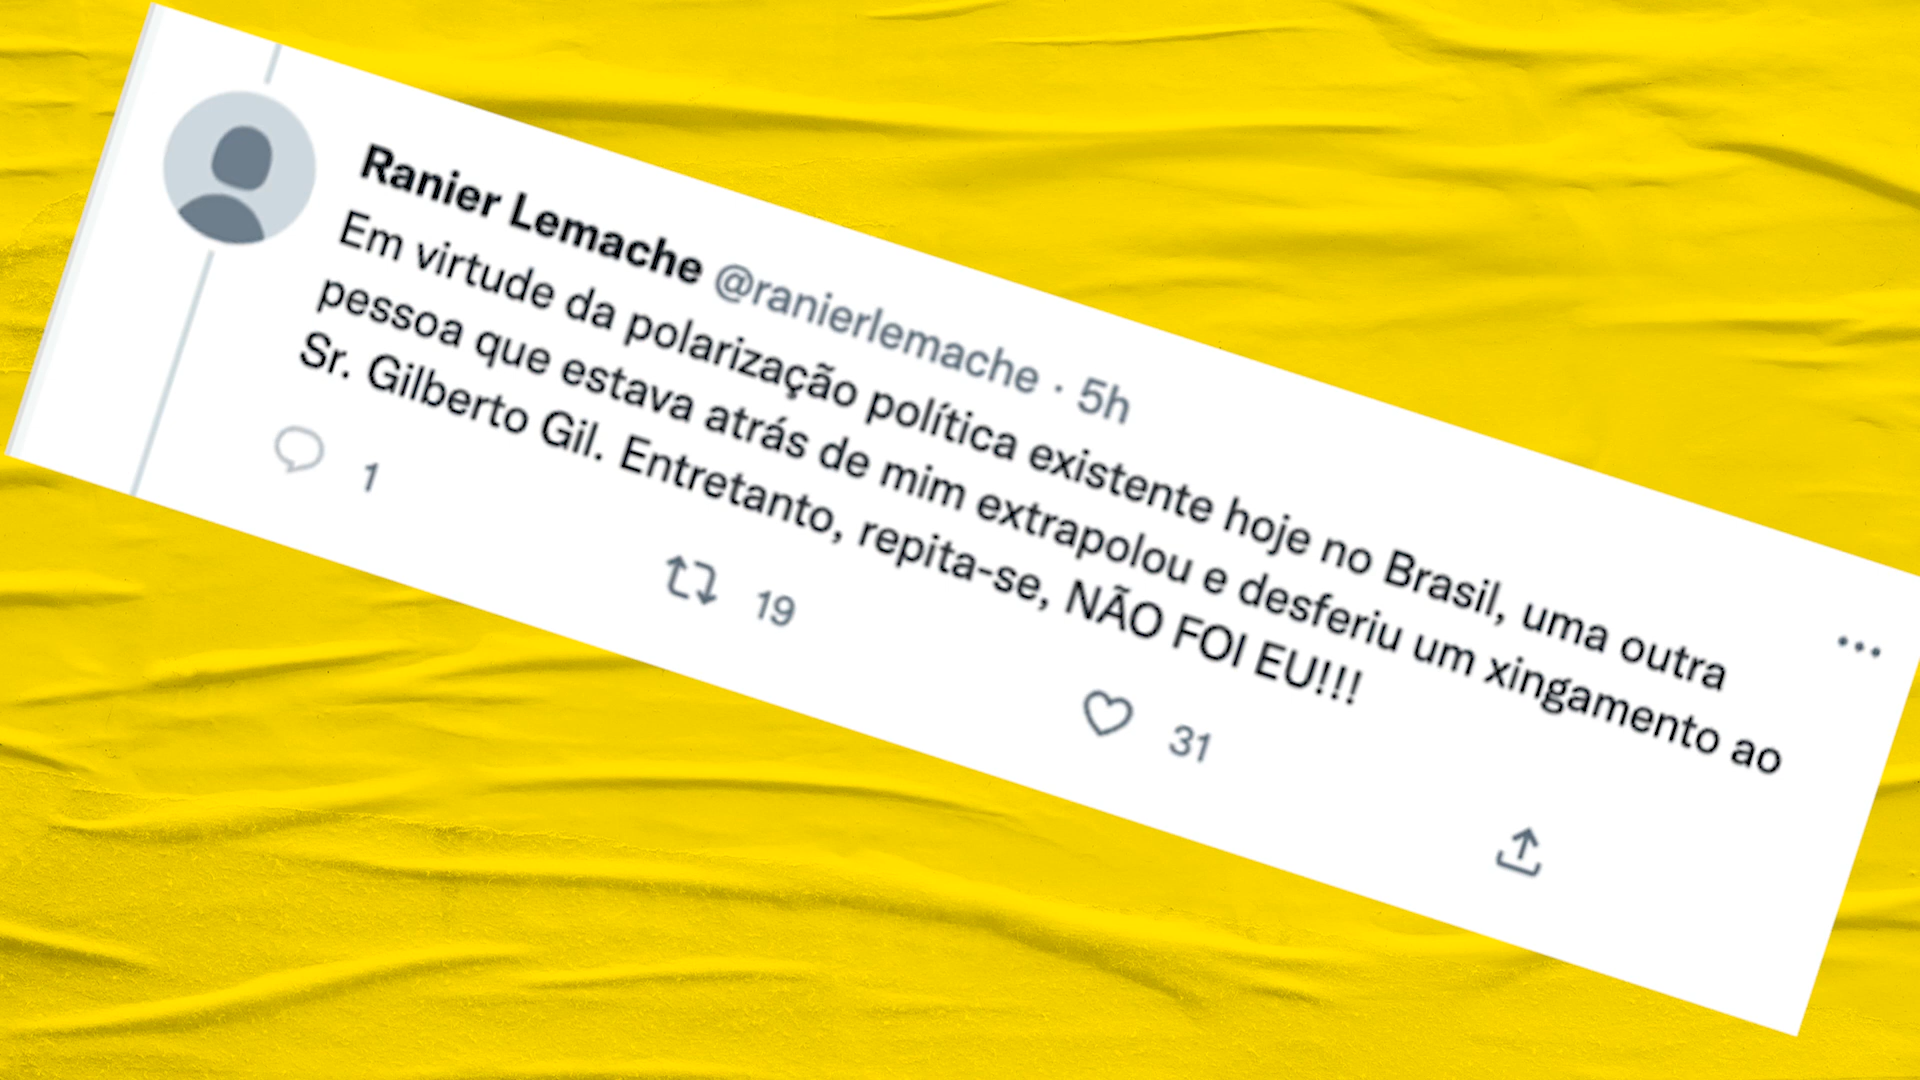 Ranier Lemache @ranierlemache · 5h
Em virtude da polarização política existente hoje no Brasil, uma outra
pessoa que estava atrás de mim extrapolou e desferiu um xingamento ao
Sr. Gilberto Gil. Entretanto, repita-se, NÃO FOI EU!!!
1 19 31